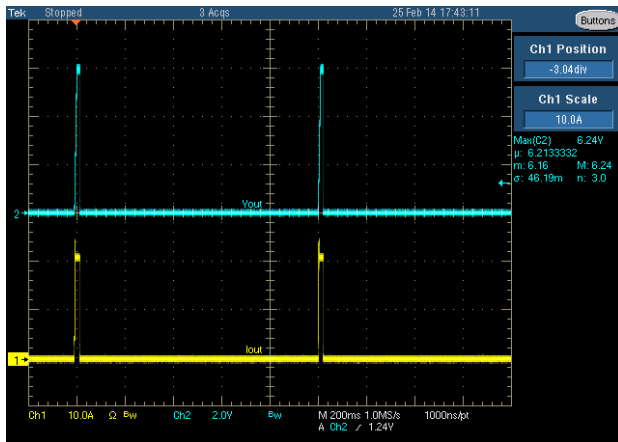 Tek Stopped 3 Acqs 25 Feb 14 17:43:11
Buttons
Ch1 Position
-3.04div
Ch1 Scale
10.0A
Max(C2) 6.24V
µ: 6.2133332
m: 6.16 M: 6.24
σ: 46.19m n: 3.0
Vout
2
Iout
1
Ch1 10.0A Ω Bw Ch2 2.0V Bw M 200ms 1.0MS/s 1000ns/pt
A Ch2 ∕ 1.24V